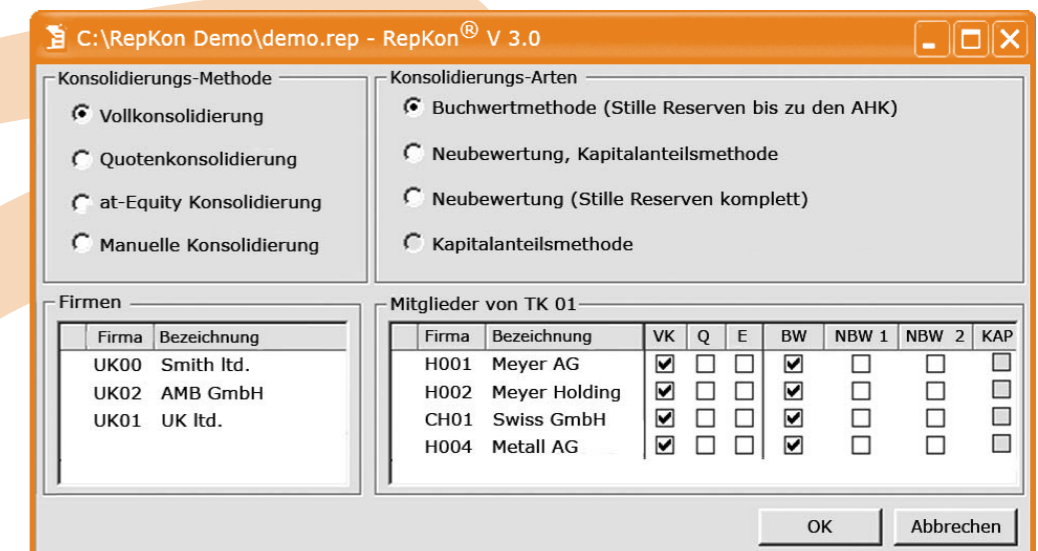 C:\RepKon Demo\demo.rep - RepKon® V 3.0
Konsolidierungs-Methode
Vollkonsolidierung
Quotenkonsolidierung
at-Equity Konsolidierung
Manuelle Konsolidierung
Konsolidierungs-Arten
Buchwertmethode (Stille Reserven bis zu den AHK)
Neubewertung, Kapitalanteilsmethode
Neubewertung (Stille Reserven komplett)
Kapitalanteilsmethode
Firmen
Firma Bezeichnung
UK00 Smith ltd.
UK02 AMB GmbH
UK01 UK ltd.
Mitglieder von TK 01
Firma Bezeichnung VK Q E BW NBW 1 NBW 2 KAP
H001 Meyer AG
H002 Meyer Holding
CH01 Swiss GmbH
H004 Metall AG
OK Abbrechen